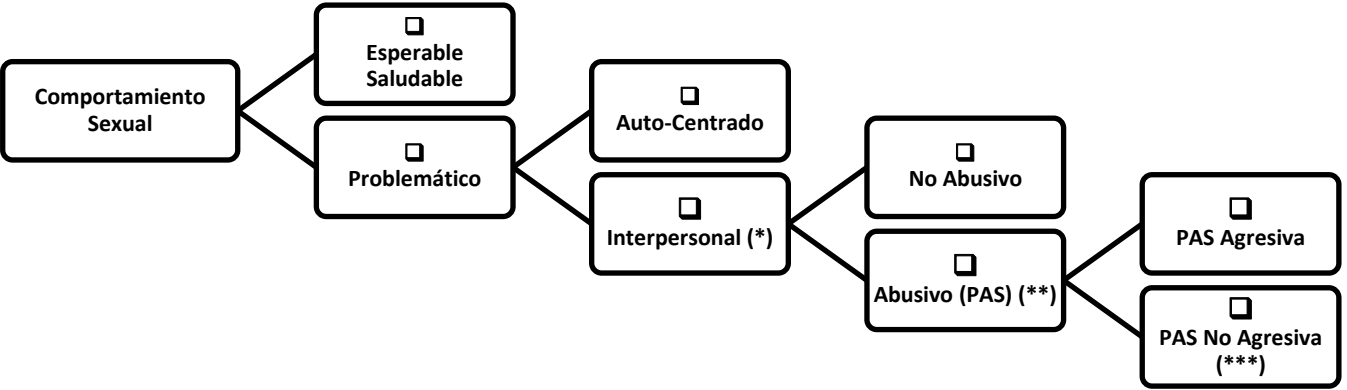 Comportamiento
Sexual
❑
Esperable
Saludable
❑
Problemático
❑
Auto-Centrado
❑
Interpersonal (*)
❑
No Abusivo
❑
Abusivo (PAS) (**)
❑
PAS Agresiva
❑
PAS No Agresiva
(***)